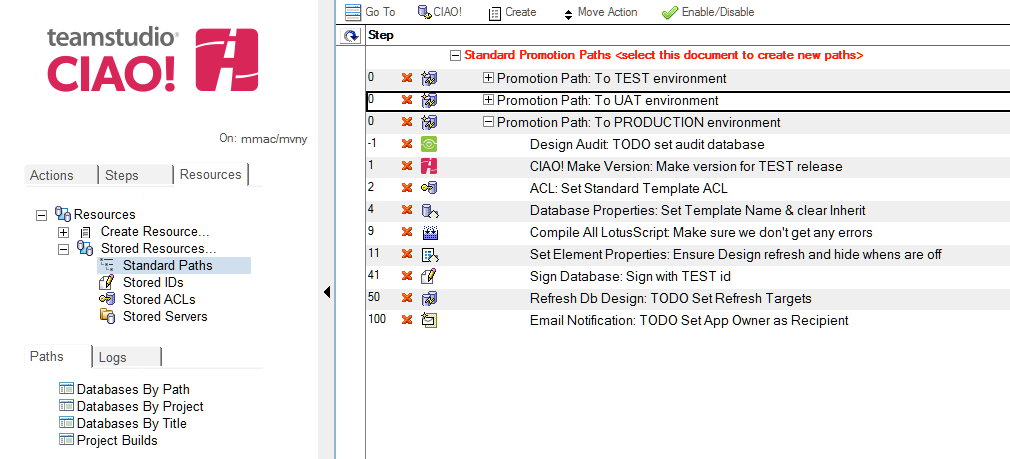 teamstudio®
CIAO!
On: mmac/mvny
Actions
Steps
Resources
Resources
Create Resource...
Stored Resources...
Standard Paths
Stored IDs
Stored ACLs
Stored Servers
Paths
Logs
Databases By Path
Databases By Project
Databases By Title
Project Builds
Go To CIAO! Create Move Action Enable/Disable
Step
Standard Promotion Paths <select this document to create new paths>
0 Promotion Path: To TEST environment
0 Promotion Path: To UAT environment
0 Promotion Path: To PRODUCTION environment
-1 Design Audit: TODO set audit database
1 CIAO! Make Version: Make version for TEST release
2 ACL: Set Standard Template ACL
4 Database Properties: Set Template Name & clear Inherit
9 Compile All LotusScript: Make sure we don't get any errors
11 Set Element Properties: Ensure Design refresh and hide whens are off
41 Sign Database: Sign with TEST id
50 Refresh Db Design: TODO Set Refresh Targets
100 Email Notification: TODO Set App Owner as Recipient